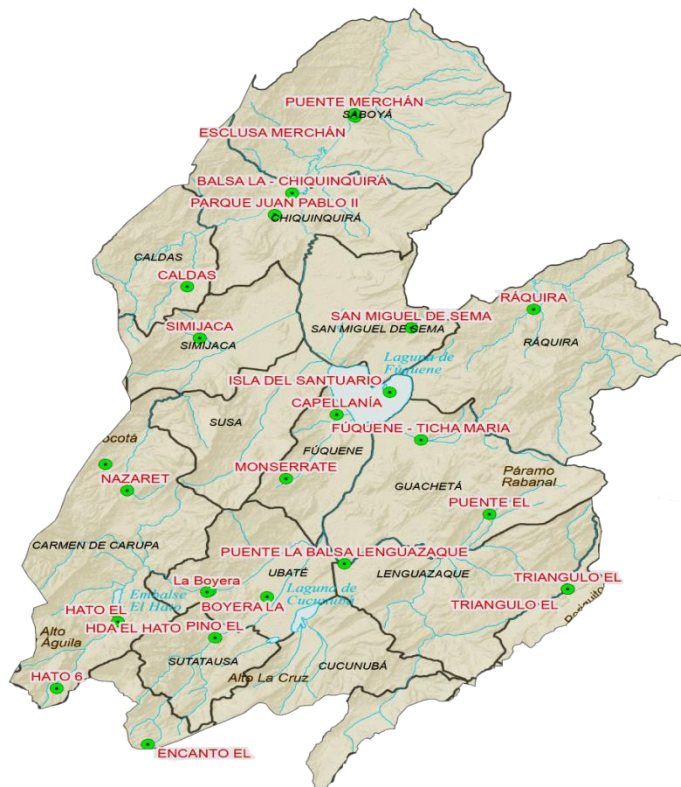 PUENTE MERCHÁN
SABOYÁ
ESCLUSA MERCHÁN
BALSA LA - CHIQUINQUIRÁ
PARQUE JUAN PABLO II
CHIQUINQUIRÁ
CALDAS
CALDAS
SAN MIGUEL DE SEMA
RÁQUIRA
SIMIJACA
SAN MIGUEL DE SEMA
SIMIJACA
RÁQUIRA
Laguna de
Fúquene
ISLA DEL SANTUARIO
CAPELLANÍA
SUSA
FÚQUENE - TICHA MARIA
FÚQUENE
MONSERRATE
NAZARET
GUACHETÁ
Páramo
Rabanal
PUENTE EL
CARMEN DE CARUPA
PUENTE LA BALSA LENGUAZAQUE
UBATÉ
LENGUAZAQUE
La Boyera
TRIANGULO EL
Embalse
El Hato
Laguna de
Cucunubá
HATO EL
BOYERA LA
TRIANGULO EL
HDA EL HATO
PINO EL
Alto
Águila
SUTATAUSA
CUCUNUBÁ
HATO 6
Alto La Cruz
ENCANTO EL